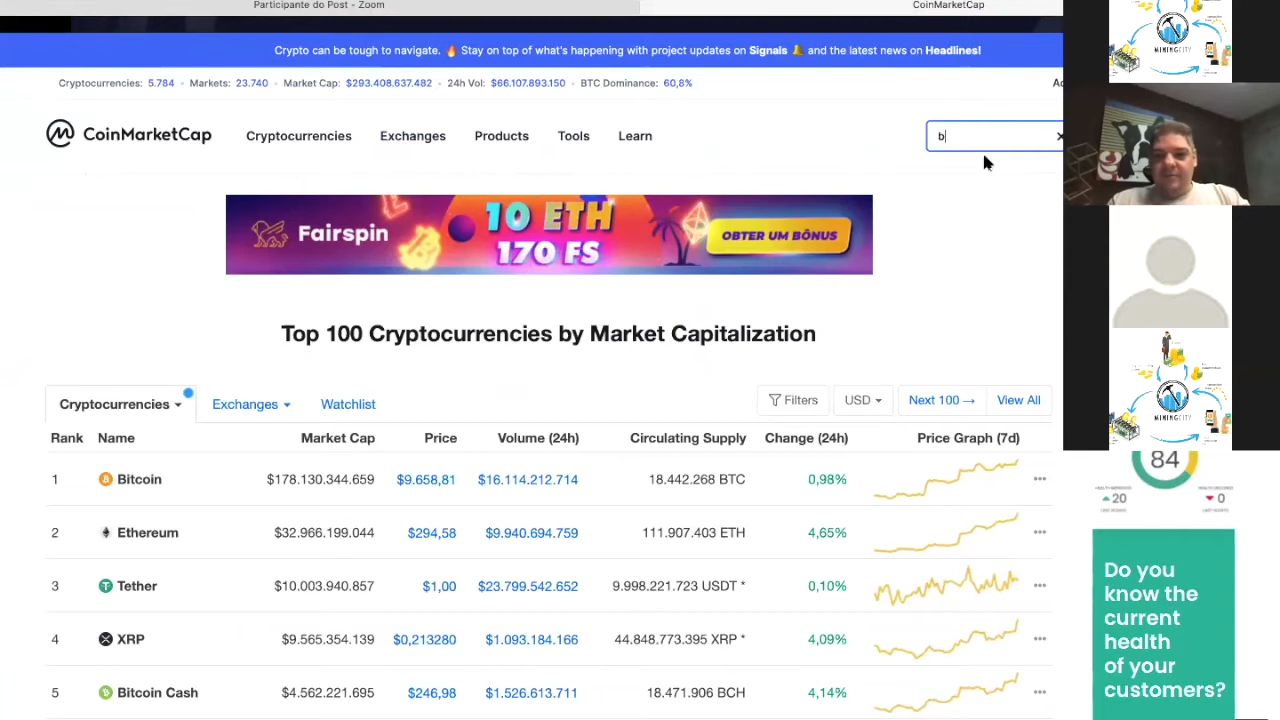 Participante do Post - Zoom
CoinMarketCap
Crypto can be tough to navigate. 🔥 Stay on top of what's happening with project updates on Signals 🔔 and the latest news on Headlines!
Cryptocurrencies: 5.784 • Markets: 23.740 • Market Cap: $293.408.637.482 • 24h Vol: $66.107.893.150 • BTC Dominance: 60,8%
CoinMarketCap Cryptocurrencies Exchanges Products Tools Learn
b
Fairspin 10 ETH 170 FS OBTER UM BÔNUS
Top 100 Cryptocurrencies by Market Capitalization
Cryptocurrencies Exchanges Watchlist Filters USD Next 100 → View All
Rank Name Market Cap Price Volume (24h) Circulating Supply Change (24h) Price Graph (7d)
1 Bitcoin $178.130.344.659 $9.658,81 $16.114.212.714 18.442.268 BTC 0,98%
2 Ethereum $32.966.199.044 $294,58 $9.940.694.759 111.907.403 ETH 4,65%
3 Tether $10.003.940.857 $1,00 $23.799.542.652 9.998.221.723 USDT * 0,10%
4 XRP $9.565.354.139 $0,213280 $1.093.184.166 44.848.773.395 XRP * 4,09%
5 Bitcoin Cash $4.562.221.695 $246,98 $1.526.613.711 18.471.906 BCH 4,14%
MININGCITY
MININGCITY
84
20
0
Do you
know the
current
health
of your
customers?